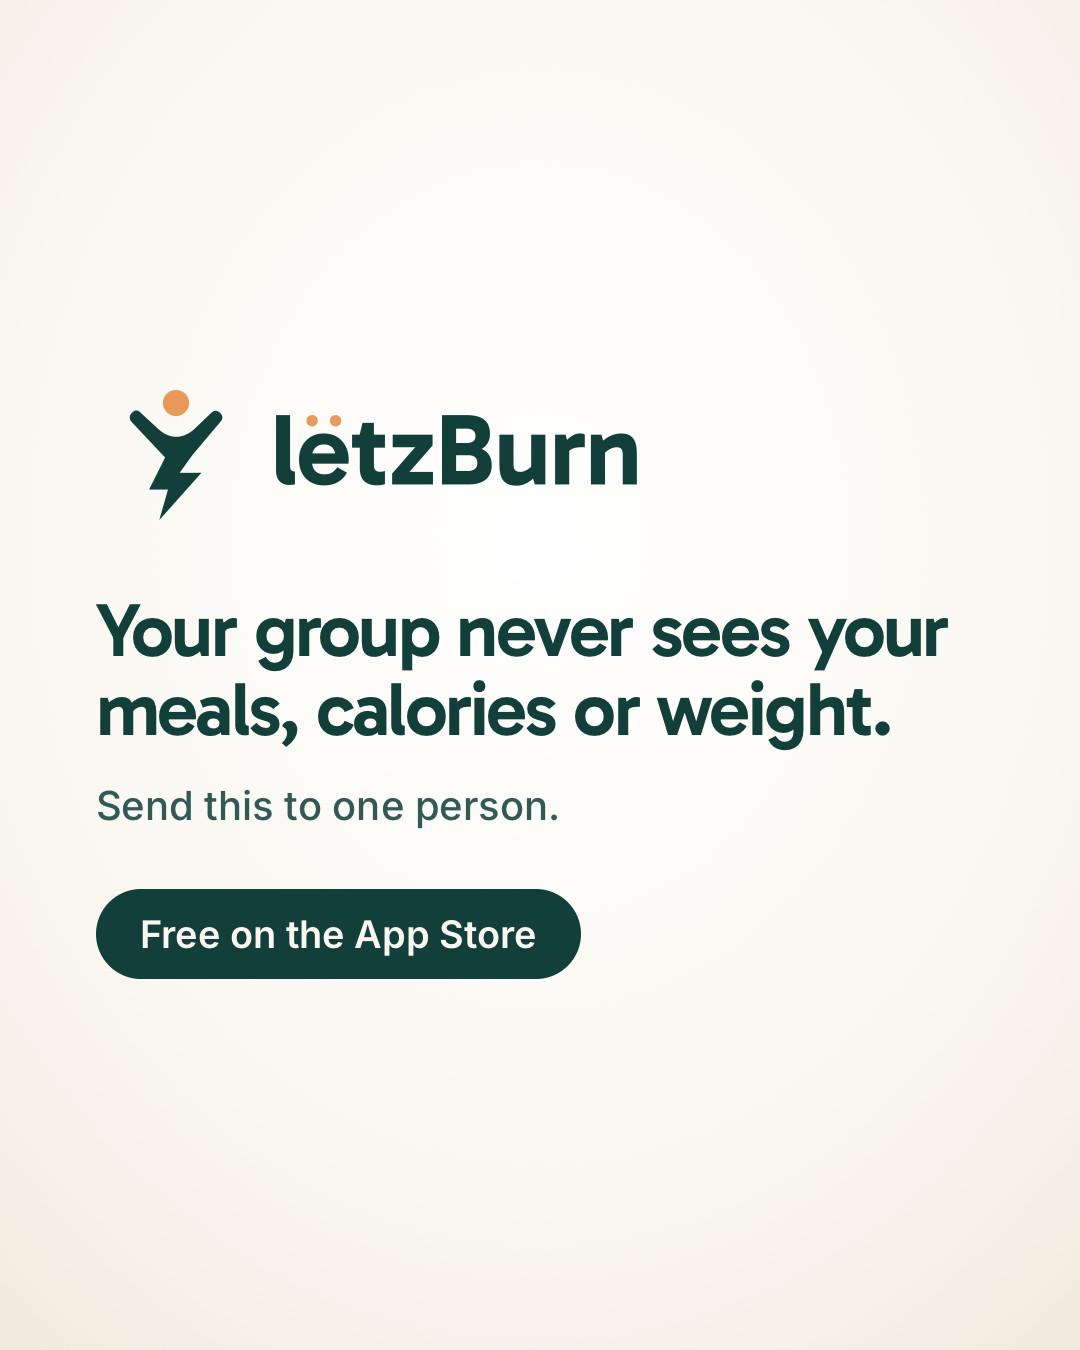 lëtzBurn
Your group never sees your
meals, calories or weight.
Send this to one person.
Free on the App Store